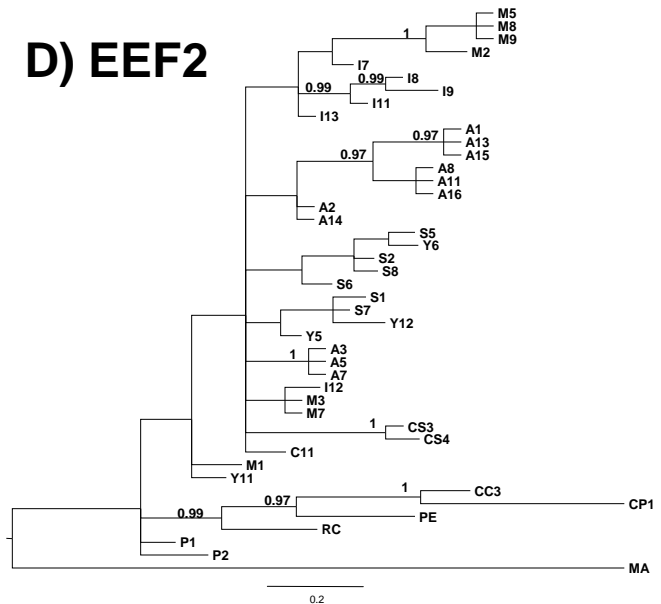 D) EEF2
M5
M8
1
M9
M2
I7
0.99
I8
0.99
I9
I11
I13
A1
0.97
A13
0.97
A15
A8
A11
A16
A2
A14
S5
Y6
S2
S8
S6
S1
S7
Y12
Y5
A3
1
A5
A7
I12
M3
M7
1
CS3
CS4
C11
M1
Y11
1
CC3
0.97
CP1
0.99
PE
RC
P1
P2
MA
0.2